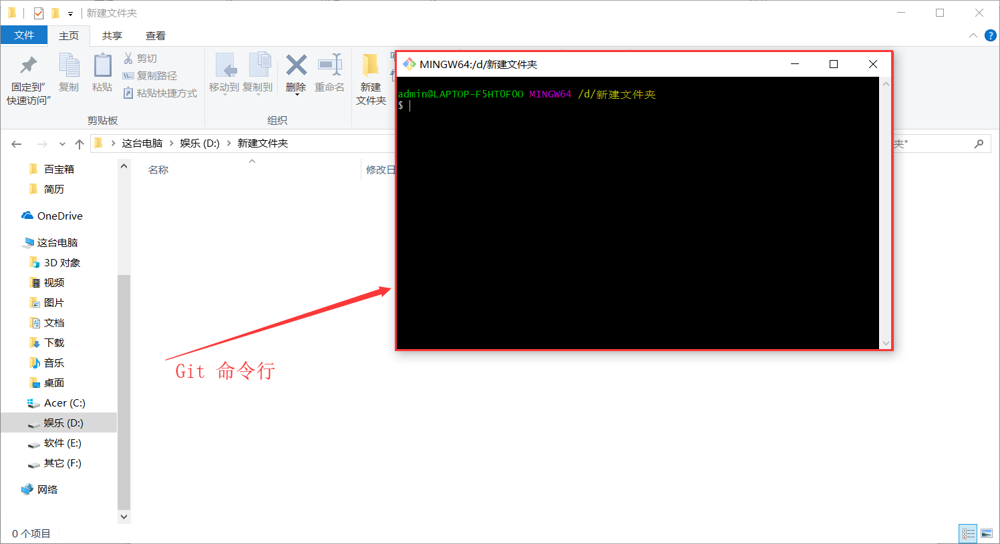 新建文件夹
文件 主页 共享 查看
固定到"
快速访问"
复制
粘贴
剪切
复制路径
粘贴快捷方式
剪贴板
移动到
复制到
删除
重命名
组织
新建
文件夹
MINGW64:/d/新建文件夹
admin@LAPTOP-F5HT0F00 MINGW64 /d/新建文件夹
$
这台电脑 娱乐 (D:) 新建文件夹
夹"
名称
修改日
百宝箱
简历
OneDrive
这台电脑
3D 对象
视频
图片
文档
下载
音乐
桌面
Acer (C:)
娱乐 (D:)
软件 (E:)
其它 (F:)
网络
Git 命令行
0 个项目